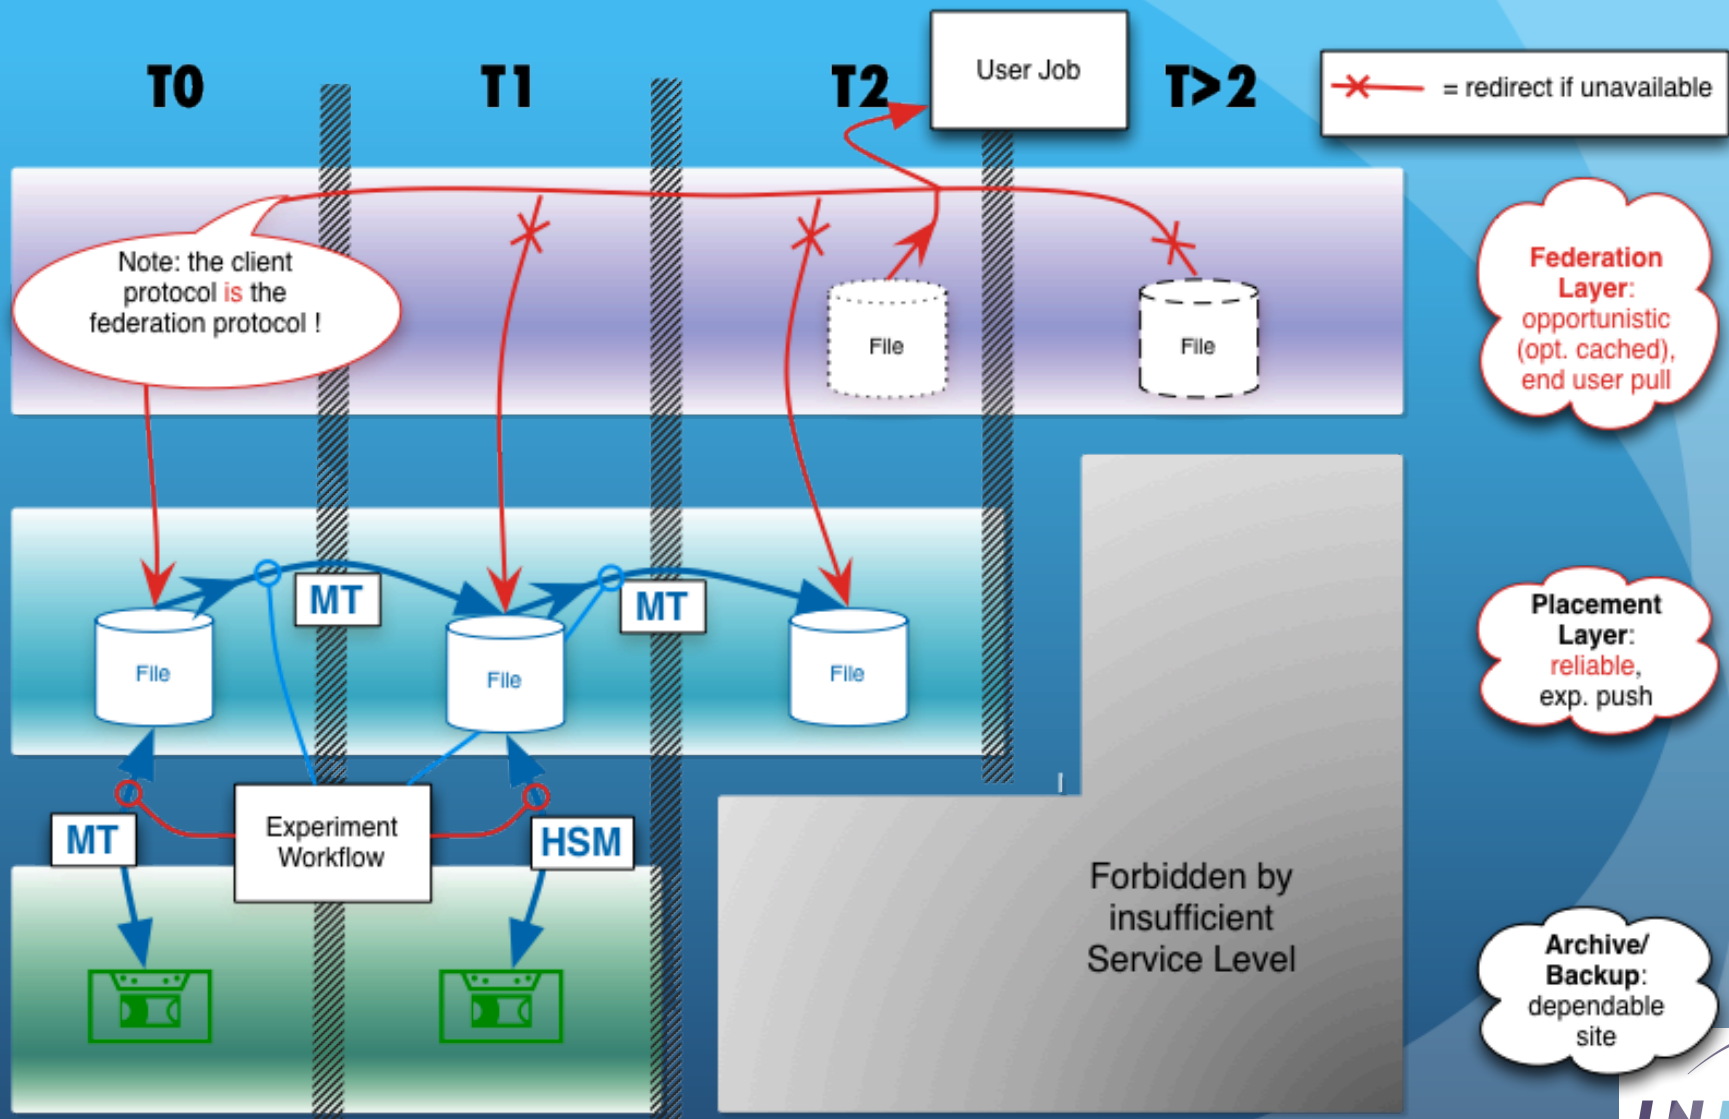 T0
T1
T2
T>2
User Job
= redirect if unavailable
Note: the client
protocol is the
federation protocol !
File
File
Federation
Layer:
opportunistic
(opt. cached),
end user pull
MT
MT
File
File
File
Placement
Layer:
reliable,
exp. push
MT
Experiment
Workflow
HSM
Forbidden by
insufficient
Service Level
Archive/
Backup:
dependable
site